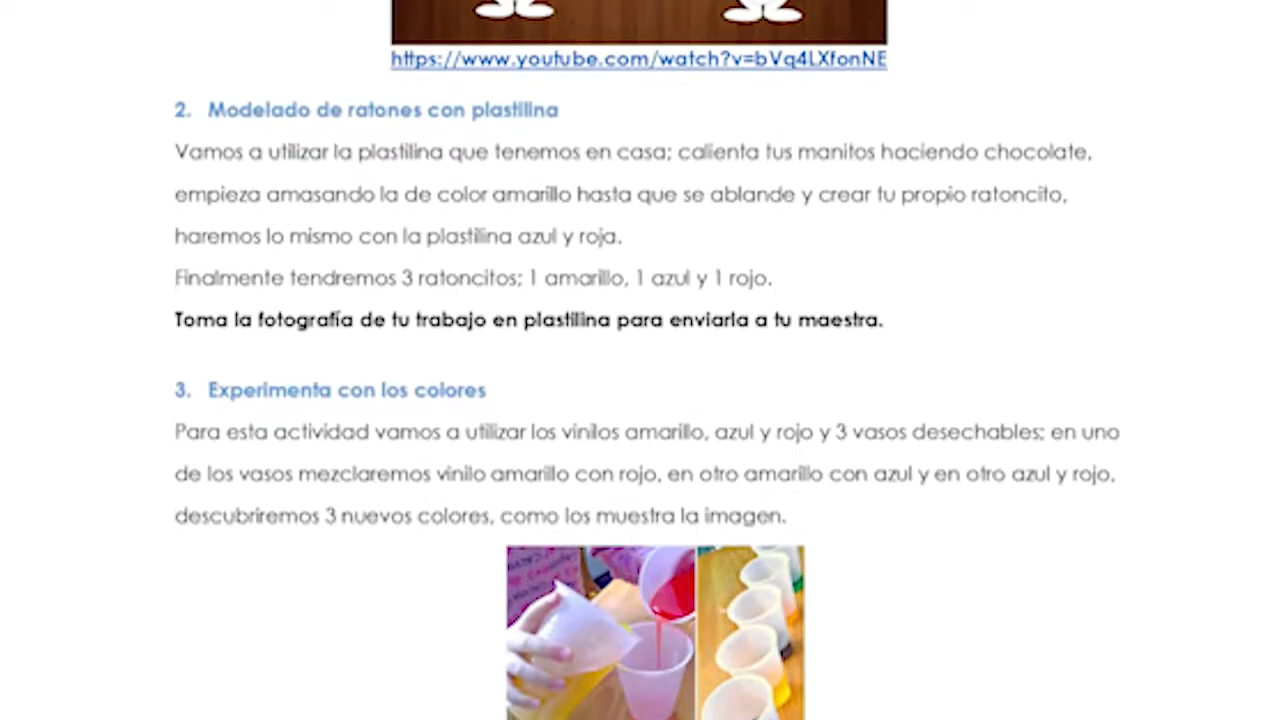 https://www.youtube.com/watch?v=bVq4LXfonNE
2. Modelado de ratones con plastilina
Vamos a utilizar la plastilina que tenemos en casa; calienta tus manitos haciendo chocolate,
empieza amasando la de color amarillo hasta que se ablande y crear tu propio ratoncito,
haremos lo mismo con la plastilina azul y roja.
Finalmente tendremos 3 ratoncitos; 1 amarillo, 1 azul y 1 rojo.
Toma la fotografía de tu trabajo en plastilina para enviarla a tu maestra.
3. Experimenta con los colores
Para esta actividad vamos a utilizar los vinilos amarillo, azul y rojo y 3 vasos desechables; en uno
de los vasos mezclaremos vinilo amarillo con rojo, en otro amarillo con azul y en otro azul y rojo.
descubriremos 3 nuevos colores, como los muestra la imagen.